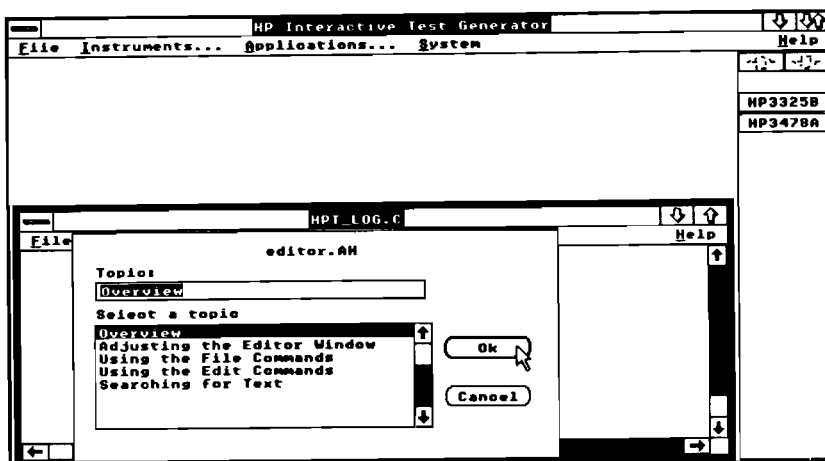 HP Interactive Test Generator
File Instruments... Applications... System Help
HP3325B
HP3478A
HPT_LOG.C
File Help
editor.AH
Topic:
Overview
Select a topic
Overview
Adjusting the Editor Window
Using the File Commands
Using the Edit Commands
Searching for Text
Ok
Cancel